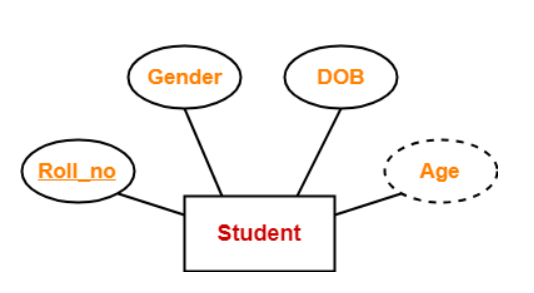 Gender
DOB
Roll_no
Age
Student